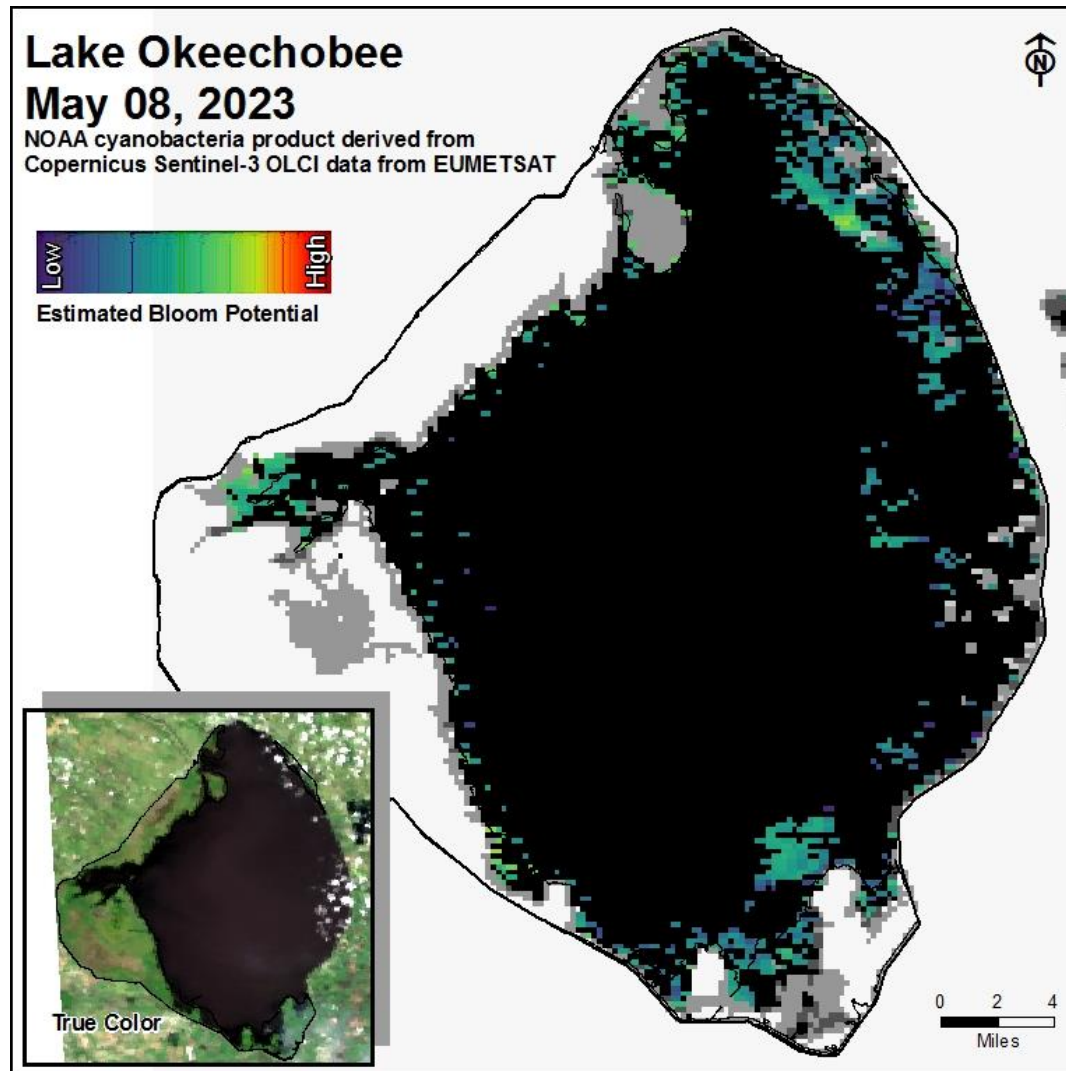 Lake Okeechobee
May 08, 2023
NOAA cyanobacteria product derived from
Copernicus Sentinel-3 OLCI data from EUMETSAT
N
Low
High
Estimated Bloom Potential
True Color
0 2 4
Miles